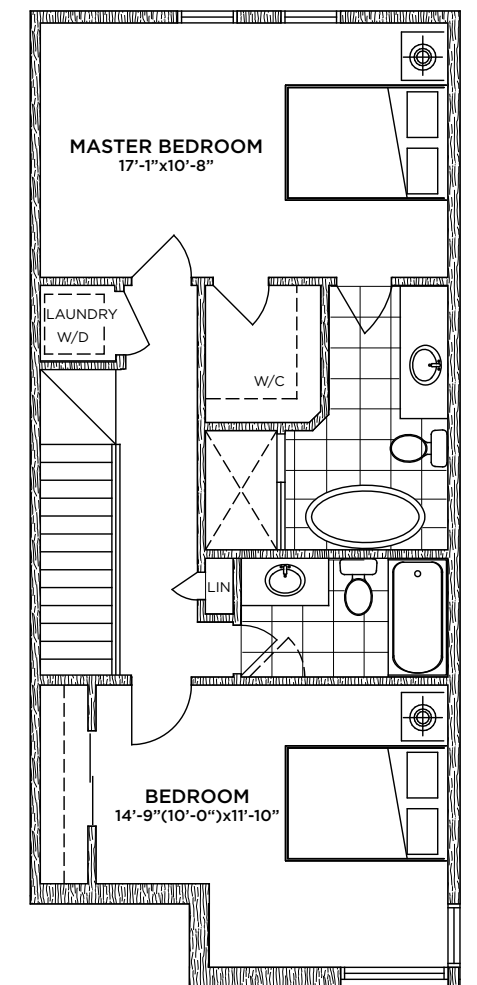 MASTER BEDROOM
17’-1”x10’-8”
LAUNDRY
W/D
W/C
LIN
BEDROOM
14’-9”(10’-0“)x11’-10”